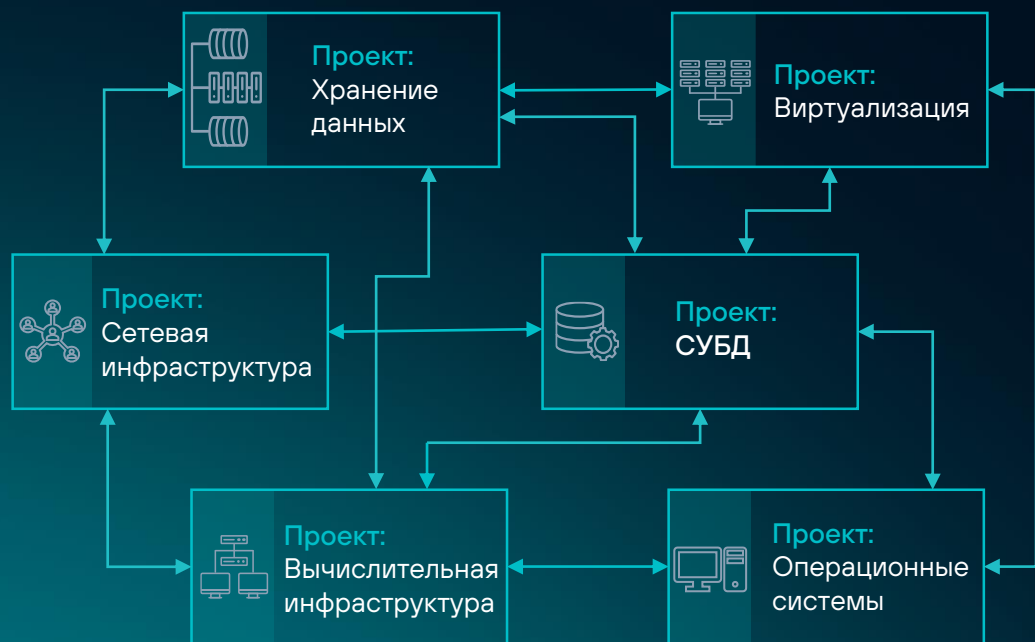 Проект:
Хранение
данных
Проект:
Виртуализация
Проект:
Сетевая
инфраструктура
Проект:
СУБД
Проект:
Вычислительная
инфраструктура
Проект:
Операционные
системы